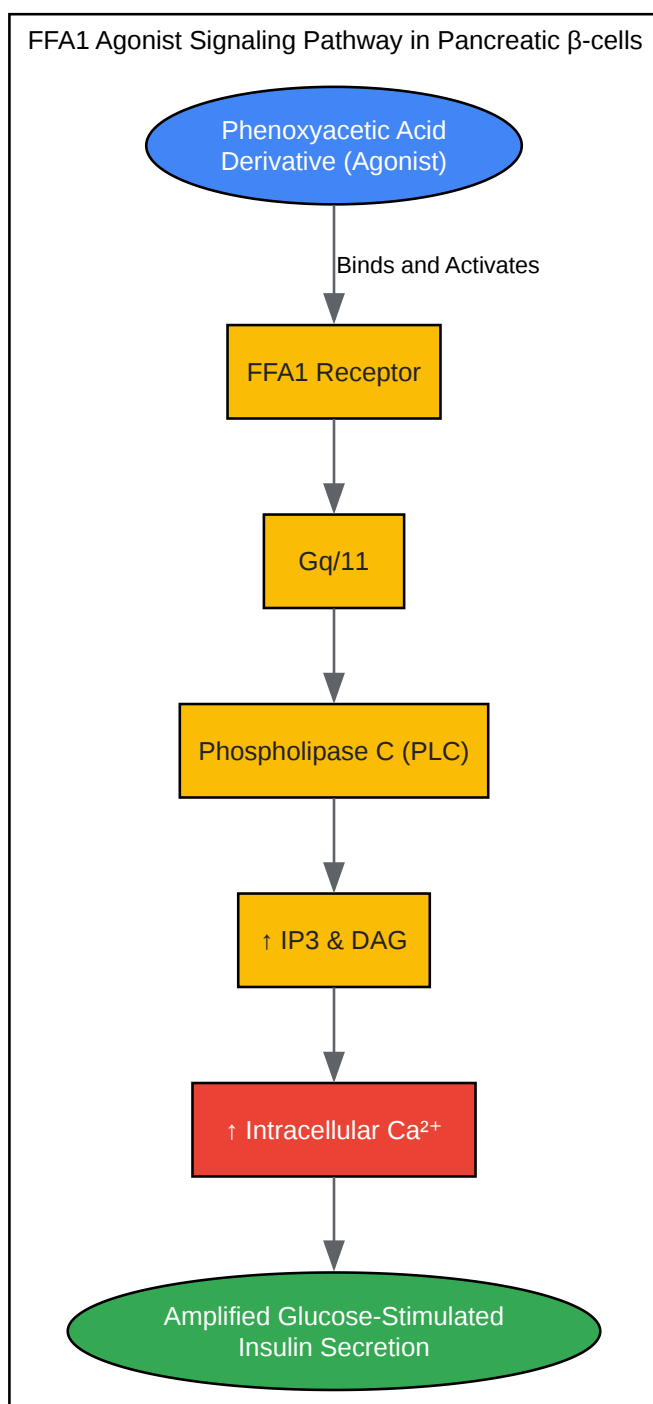 FFA1 Agonist Signaling Pathway in Pancreatic β-cells
Phenoxyacetic Acid
Derivative (Agonist)
Binds and Activates
FFA1 Receptor
Gq/11
Phospholipase C (PLC)
↑ IP3 & DAG
↑ Intracellular Ca²⁺
Amplified Glucose-Stimulated
Insulin Secretion